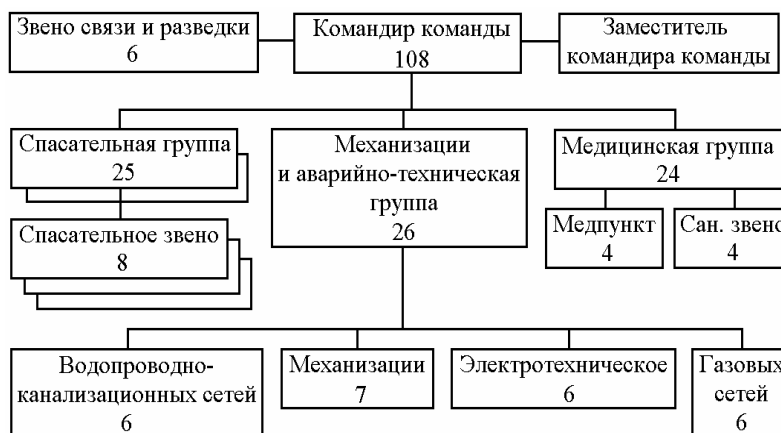 Звено связи и разведки
6
Командир команды
108
Заместитель
командира команды
Спасательная группа
25
Механизации
и аварийно-техническая
группа
26
Медицинская группа
24
Спасательное звено
8
Медпункт
4
Сан. звено
4
Водопроводно-
канализационных сетей
6
Механизации
7
Электротехническое
6
Газовых
сетей
6